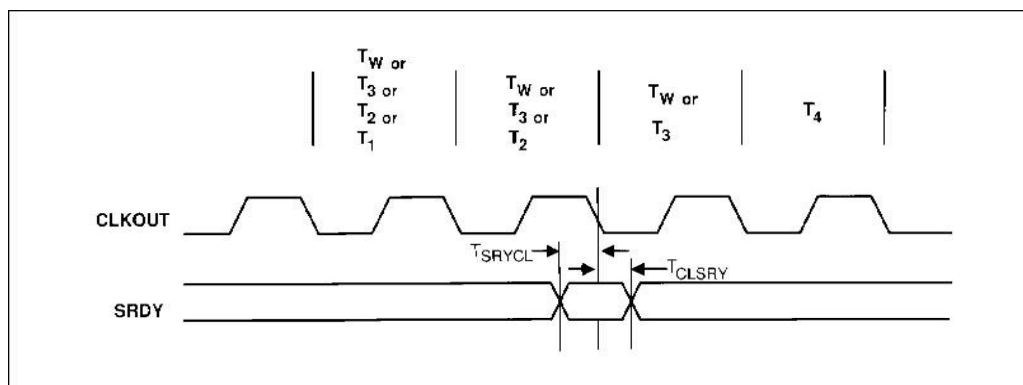 TW or
T3 or
T2 or
T1
TW or
T3 or
T2
TW or
T3
T4
CLKOUT
TSRYCL
TCLSRY
SRDY